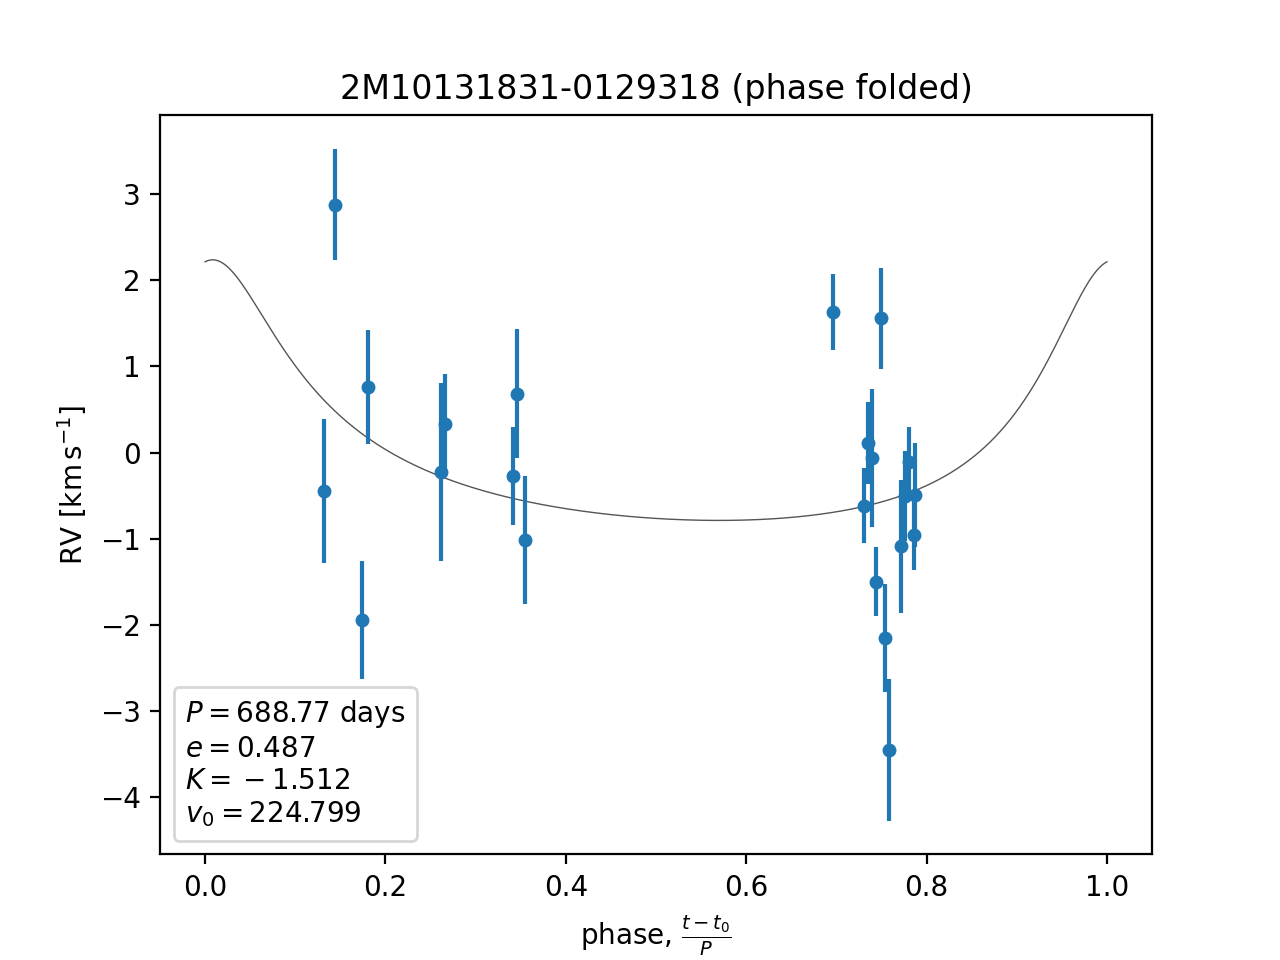 2M10131831-0129318 (phase folded)
RV [km s⁻¹]
3
2
1
0
−1
−2
−3
−4
P = 688.77 days
e = 0.487
K = −1.512
v₀ = 224.799
0.0 0.2 0.4 0.6 0.8 1.0
phase, (t − t₀)/P